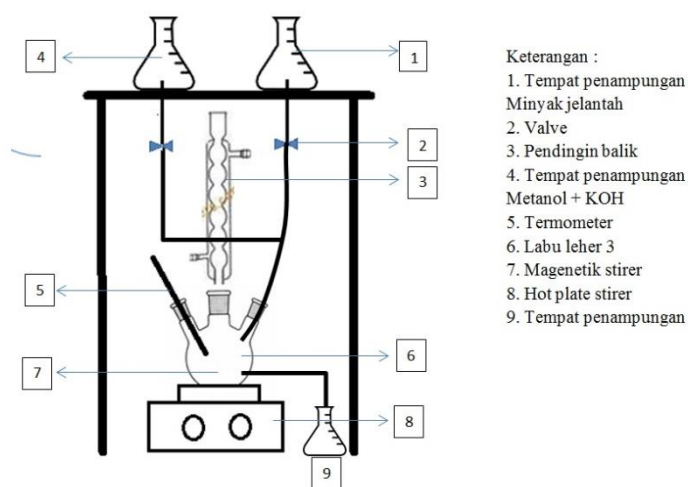 4
1
Keterangan :
1. Tempat penampungan
Minyak jelantah
2. Valve
3. Pendingin balik
4. Tempat penampungan
Metanol + KOH
5. Termometer
6. Labu leher 3
7. Magenetik stirer
8. Hot plate stirer
9. Tempat penampungan
2
3
5
6
7
8
9